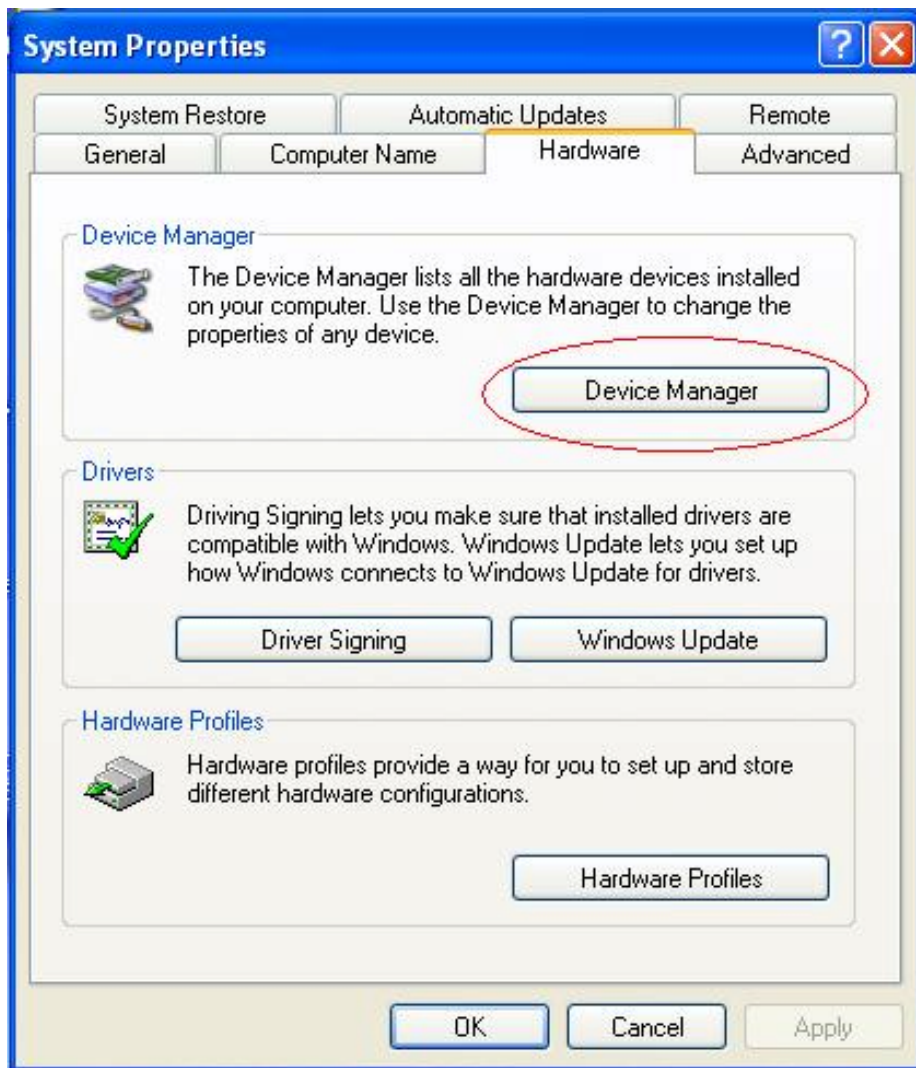 System Properties
System Restore
Automatic Updates
Remote
General
Computer Name
Hardware
Advanced
Device Manager
The Device Manager lists all the hardware devices installed
on your computer. Use the Device Manager to change the
properties of any device.
Device Manager
Drivers
Driving Signing lets you make sure that installed drivers are
compatible with Windows. Windows Update lets you set up
how Windows connects to Windows Update for drivers.
Driver Signing
Windows Update
Hardware Profiles
Hardware profiles provide a way for you to set up and store
different hardware configurations.
Hardware Profiles
OK
Cancel
Apply